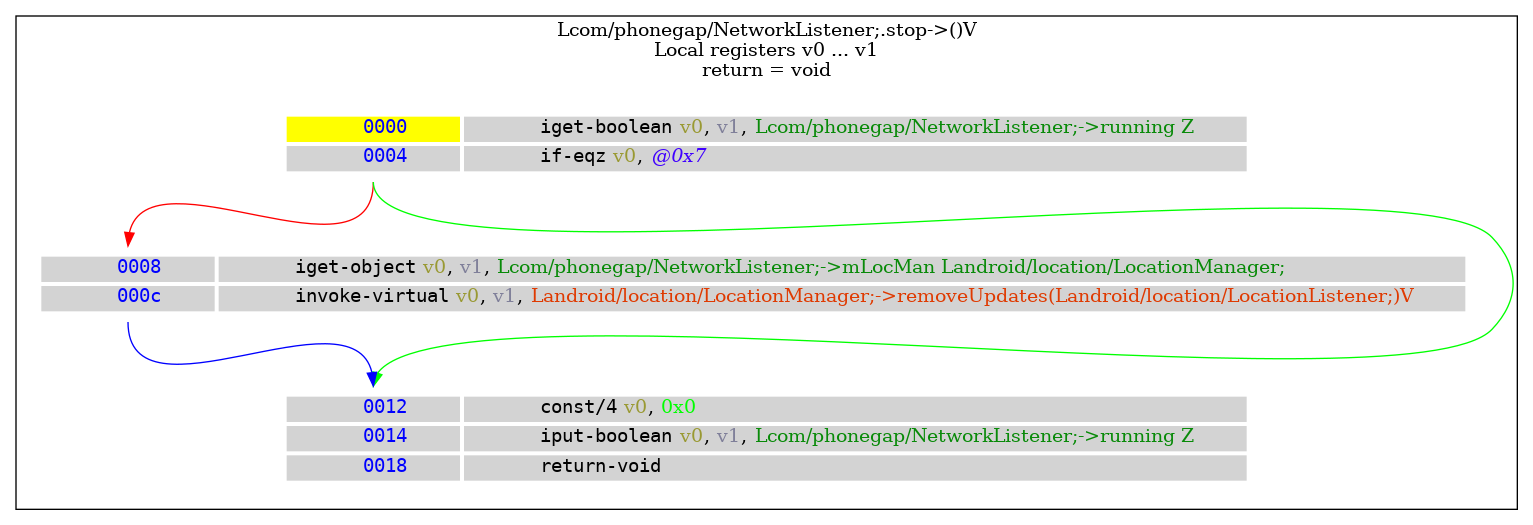 Lcom/phonegap/NetworkListener;.stop->()V
Local registers v0 ... v1
return = void
0000 iget-boolean v0, v1, Lcom/phonegap/NetworkListener;->running Z
0004 if-eqz v0, @0x7
0008 iget-object v0, v1, Lcom/phonegap/NetworkListener;->mLocMan Landroid/location/LocationManager;
000c invoke-virtual v0, v1, Landroid/location/LocationManager;->removeUpdates(Landroid/location/LocationListener;)V
0012 const/4 v0, 0x0
0014 iput-boolean v0, v1, Lcom/phonegap/NetworkListener;->running Z
0018 return-void